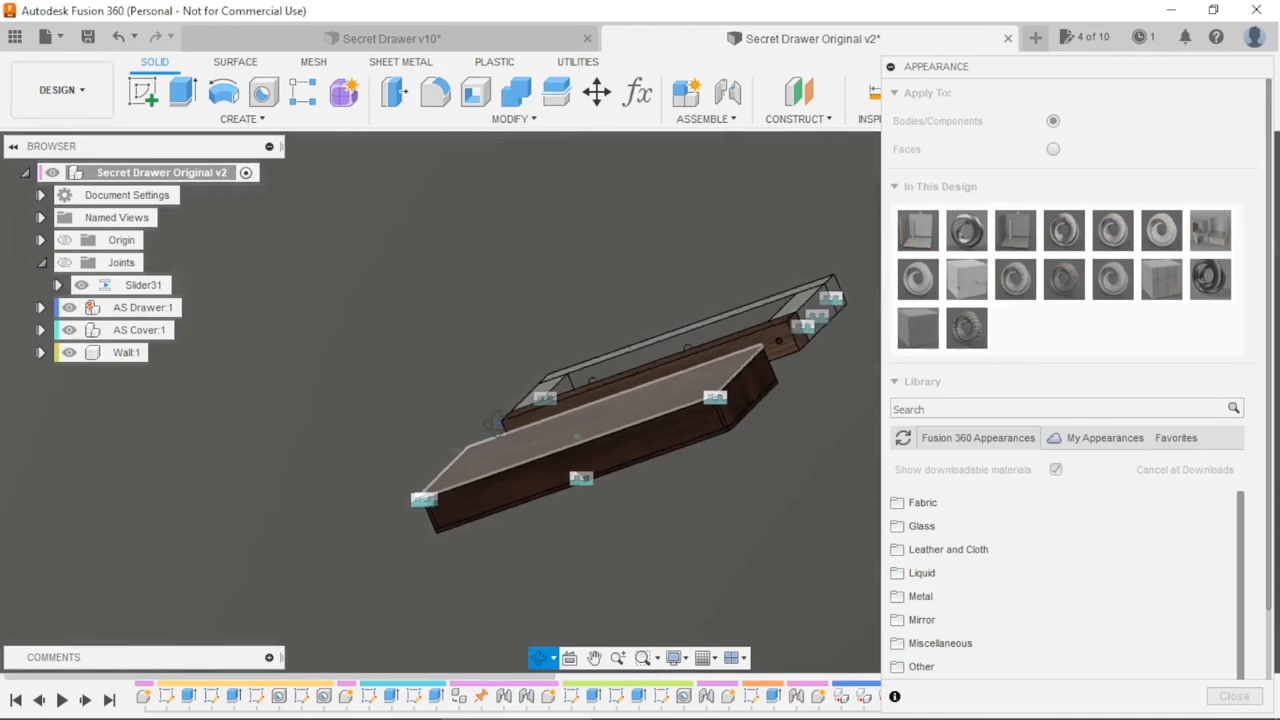 Autodesk Fusion 360 (Personal - Not for Commercial Use)
Secret Drawer v10*
Secret Drawer Original v2*
4 of 10
1
SOLID
SURFACE
MESH
SHEET METAL
PLASTIC
UTILITIES
APPEARANCE
DESIGN
CREATE
MODIFY
ASSEMBLE
CONSTRUCT
INSPI
Apply To:
Bodies/Components
Faces
BROWSER
Secret Drawer Original v2
Document Settings
Named Views
Origin
Joints
Slider31
AS Drawer:1
AS Cover:1
Wall:1
In This Design
Library
Search
Fusion 360 Appearances
My Appearances
Favorites
Show downloadable materials
Cancel all Downloads
Fabric
Glass
Leather and Cloth
Liquid
Metal
Mirror
Miscellaneous
Other
COMMENTS
Close